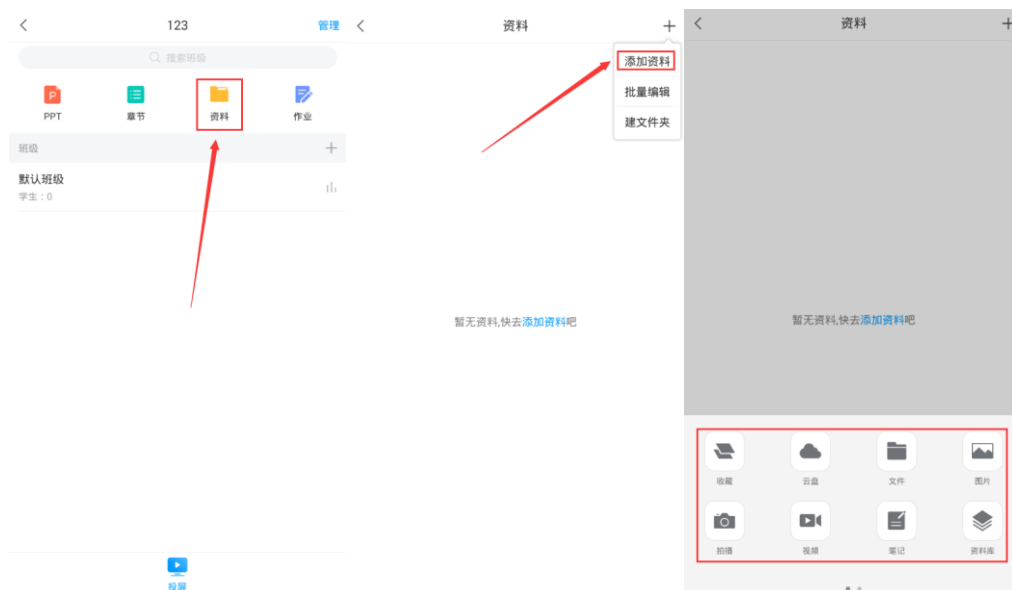 123
管理
搜索班级
PPT
章节
资料
作业
班级
默认班级
学生：0
投屏
资料
添加资料
批量编辑
建文件夹
暂无资料,快去添加资料吧
资料
暂无资料,快去添加资料吧
收藏
云盘
文件
图片
拍摄
视频
笔记
资料库